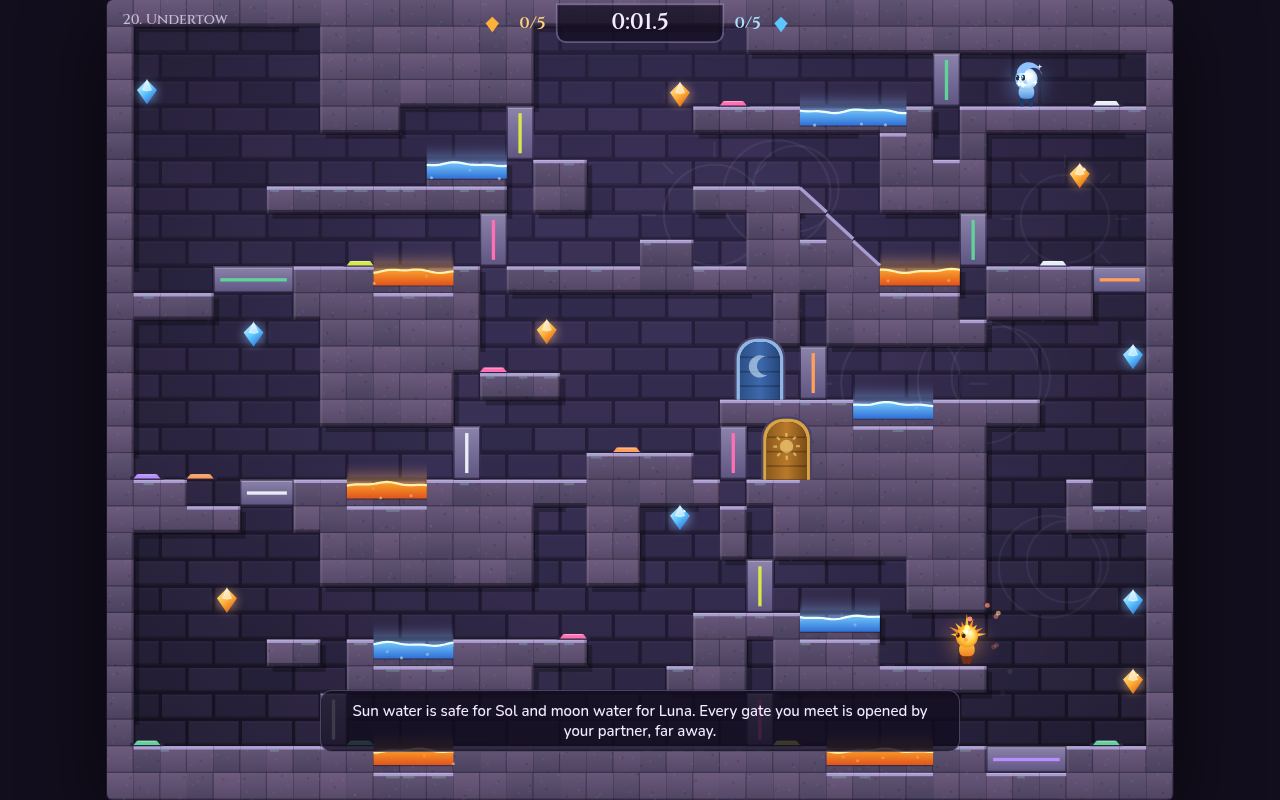 20. Undertow
0/5
0:01.5
0/5
Sun water is safe for Sol and moon water for Luna. Every gate you meet is opened by
your partner, far away.